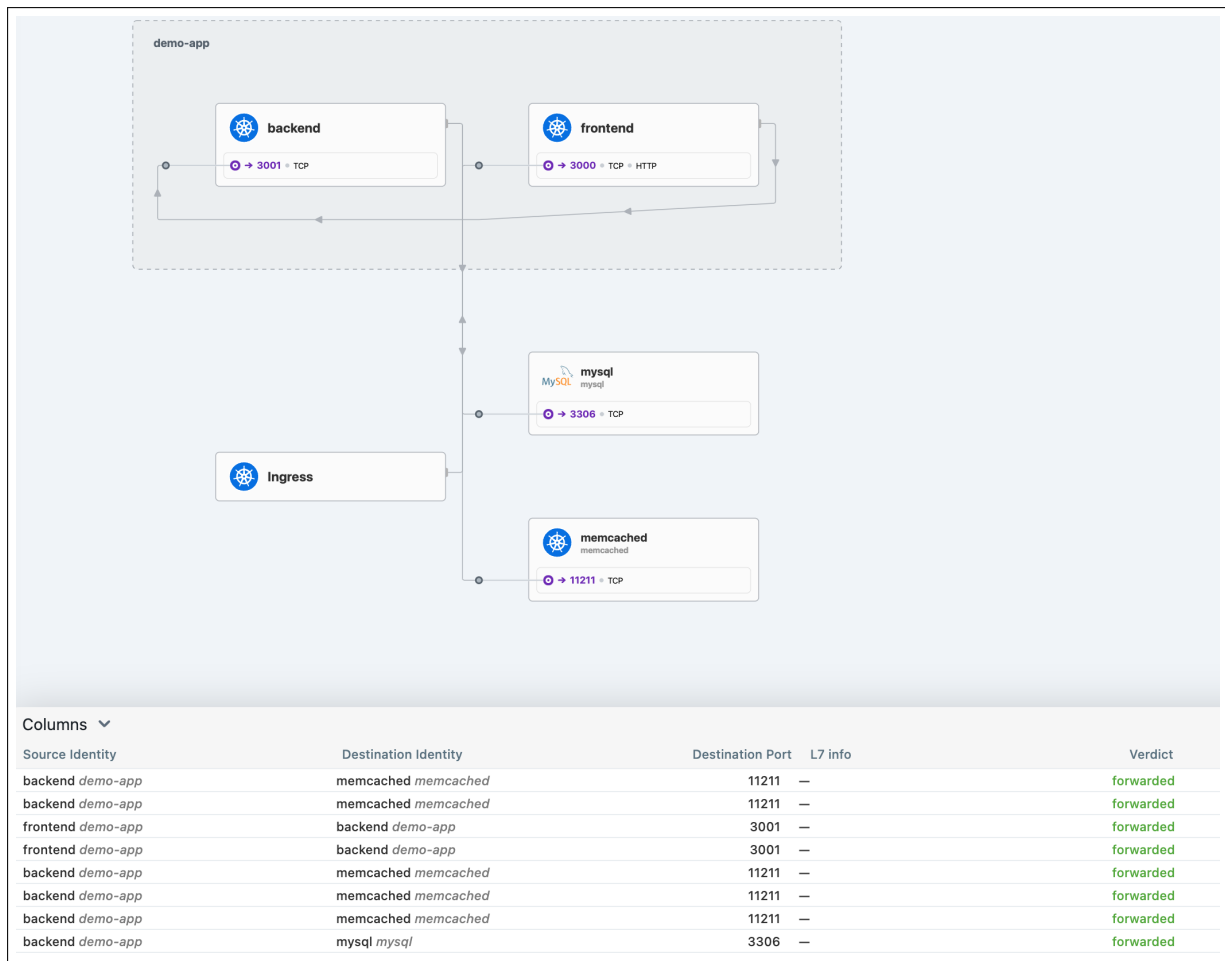 demo-app
backend
→ 3001 • TCP
frontend
→ 3000 • TCP • HTTP
MySQL
mysql
mysql
→ 3306 • TCP
Ingress
memcached
memcached
→ 11211 • TCP
Columns
Source Identity Destination Identity Destination Port L7 info Verdict
backend demo-app memcached memcached 11211 — forwarded
backend demo-app memcached memcached 11211 — forwarded
frontend demo-app backend demo-app 3001 — forwarded
frontend demo-app backend demo-app 3001 — forwarded
backend demo-app memcached memcached 11211 — forwarded
backend demo-app memcached memcached 11211 — forwarded
backend demo-app memcached memcached 11211 — forwarded
backend demo-app mysql mysql 3306 — forwarded